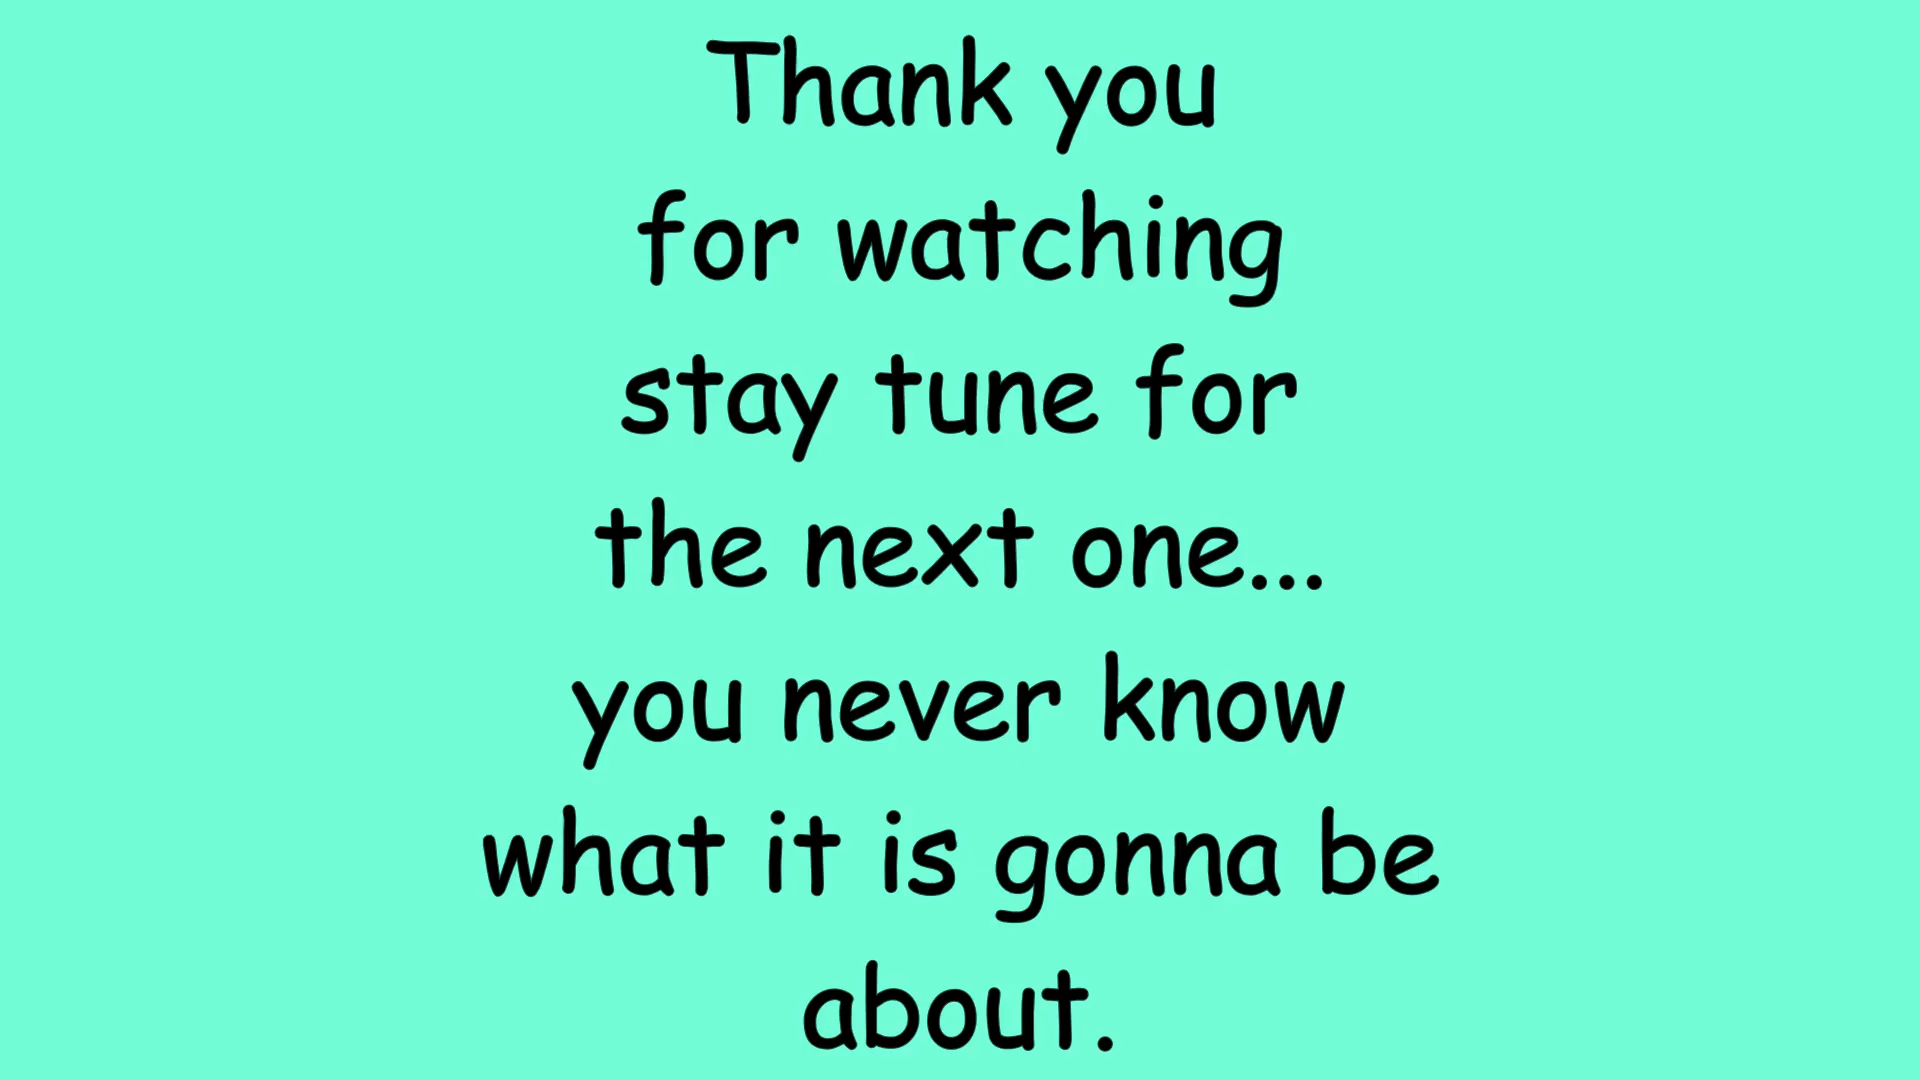 Thank you
for watching
stay tune for
the next one...
you never know
what it is gonna be
about.